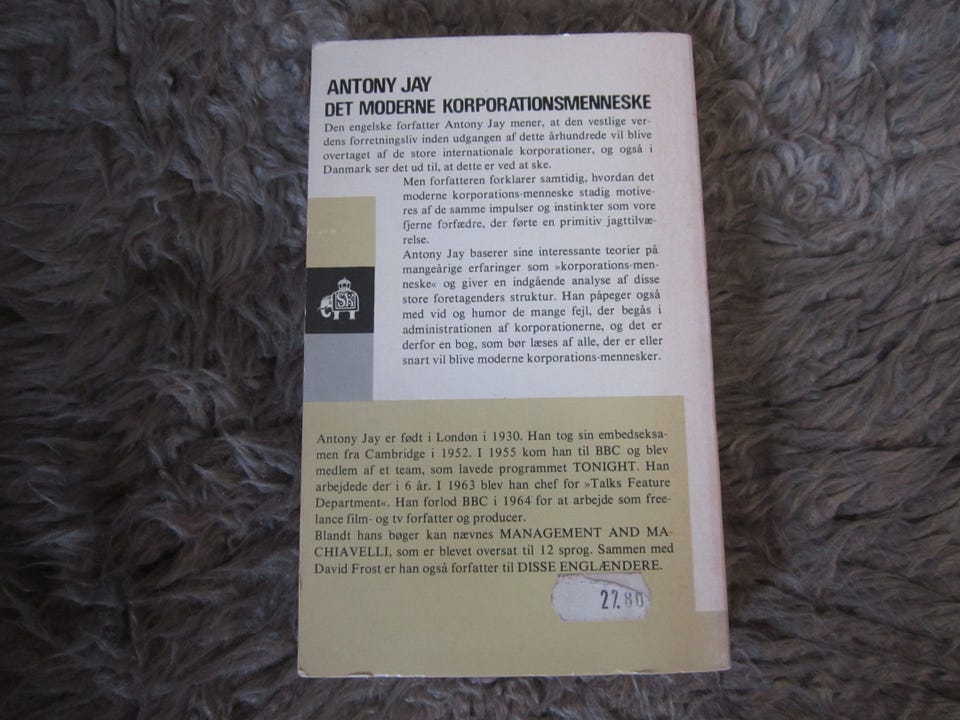 ANTONY JAY
DET MODERNE KORPORATIONSMENNESKE
Den engelske forfatter Antony Jay mener, at den vestlige ver-
dens forretningsliv inden udgangen af dette århundrede vil blive
overtaget af de store internationale korporationer, og også i
Danmark ser det ud til, at dette er ved at ske.
Men forfatteren forklarer samtidig, hvordan det
moderne korporations-menneske stadig motive-
res af de samme impulser og instinkter som vore
fjerne forfædre, der førte en primitiv jagttilvæ-
relse.
Antony Jay baserer sine interessante teorier på
mangeårige erfaringer som »korporations-men-
neske« og giver en indgående analyse af disse
store foretagenders struktur. Han påpeger også
med vid og humor de mange fejl, der begås i
administrationen af korporationerne, og det er
derfor en bog, som bør læses af alle, der er eller
snart vil blive moderne korporations-mennesker.
SK
Antony Jay er født i London i 1930. Han tog sin embedseksa-
men fra Cambridge i 1952. I 1955 kom han til BBC og blev
medlem af et team, som lavede programmet TONIGHT. Han
arbejdede der i 6 år. I 1963 blev han chef for »Talks Feature
Department«. Han forlod BBC i 1964 for at arbejde som free-
lance film- og tv forfatter og producer.
Blandt hans bøger kan nævnes MANAGEMENT AND MA-
CHIAVELLI, som er blevet oversat til 12 sprog. Sammen med
David Frost er han også forfatter til DISSE ENGLÆNDERE.
27.80